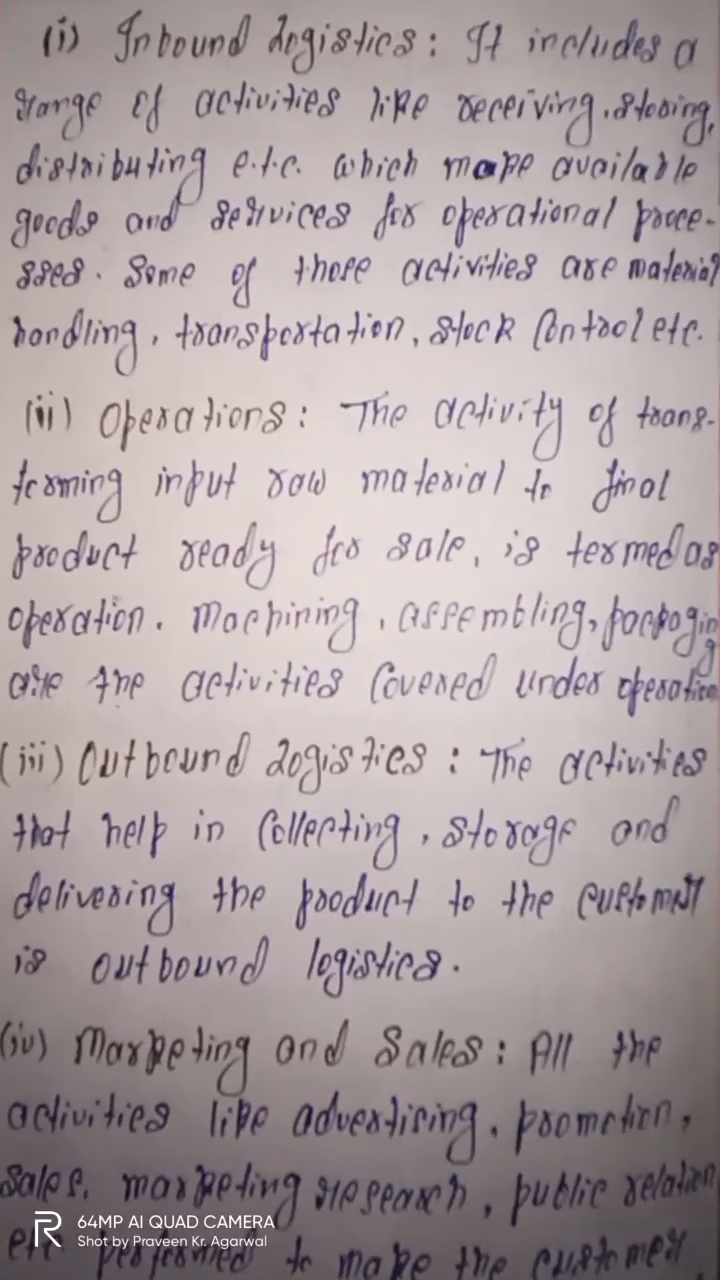 (i) Inbound Logistics: It includes a
range of activities like receiving, storing,
distributing e.t.c. which make available
goods and services for operational proce-
sses. Some of those activities are material
handling, transportation, stock Control etc.
(ii) Operations: The activity of trans-
forming input raw material to final
product ready for sale, is termed as
operation. Machining, assembling, packaging
are the activities Covered under operation
(iii) Outbound Logistics: The activities
that help in Collecting, storage and
delivering the product to the customer
is outbound logistics.
(iv) Marketing and Sales: All the
activities like advertising, promotion,
sales, marketing research, public relation
etc performed to make the customer
64MP AI QUAD CAMERA
Shot by Praveen Kr. Agarwal